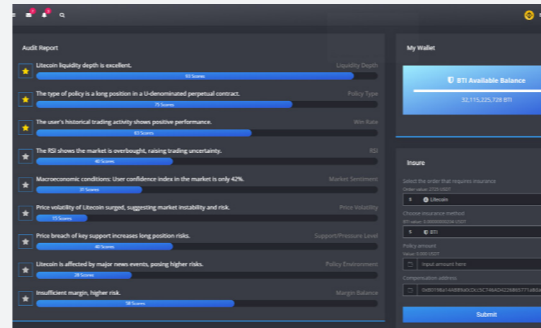 Audit Report
Litecoin liquidity depth is excellent.
Liquidity Depth
93 Scores
The type of policy is a long position in a U-denominated perpetual contract.
Policy Type
75 Scores
The user's historical trading activity shows positive performance.
Win Rate
63 Scores
The RSI shows the market is overbought, raising trading uncertainty.
RSI
40 Scores
Macroeconomic conditions: User confidence index in the market is only 42%.
Market Sentiment
Price volatility of Litecoin surged, suggesting market instability and risk.
Price Volatility
15 Scores
Price breach of key support increases long position risks.
Support/Pressure Level
40 Scores
Litecoin is affected by major news events, posing higher risks.
Policy Environment
28 Scores
Insufficient margin, higher risk.
Margin Balance
58 Scores
My Wallet
BTI Available Balance
53,115,225,728 BTI
Insure
Select the order that requires insurance
Litecoin
Choose insurance method
BTI
Policy amount
Input amount here
Compensation address
Submit